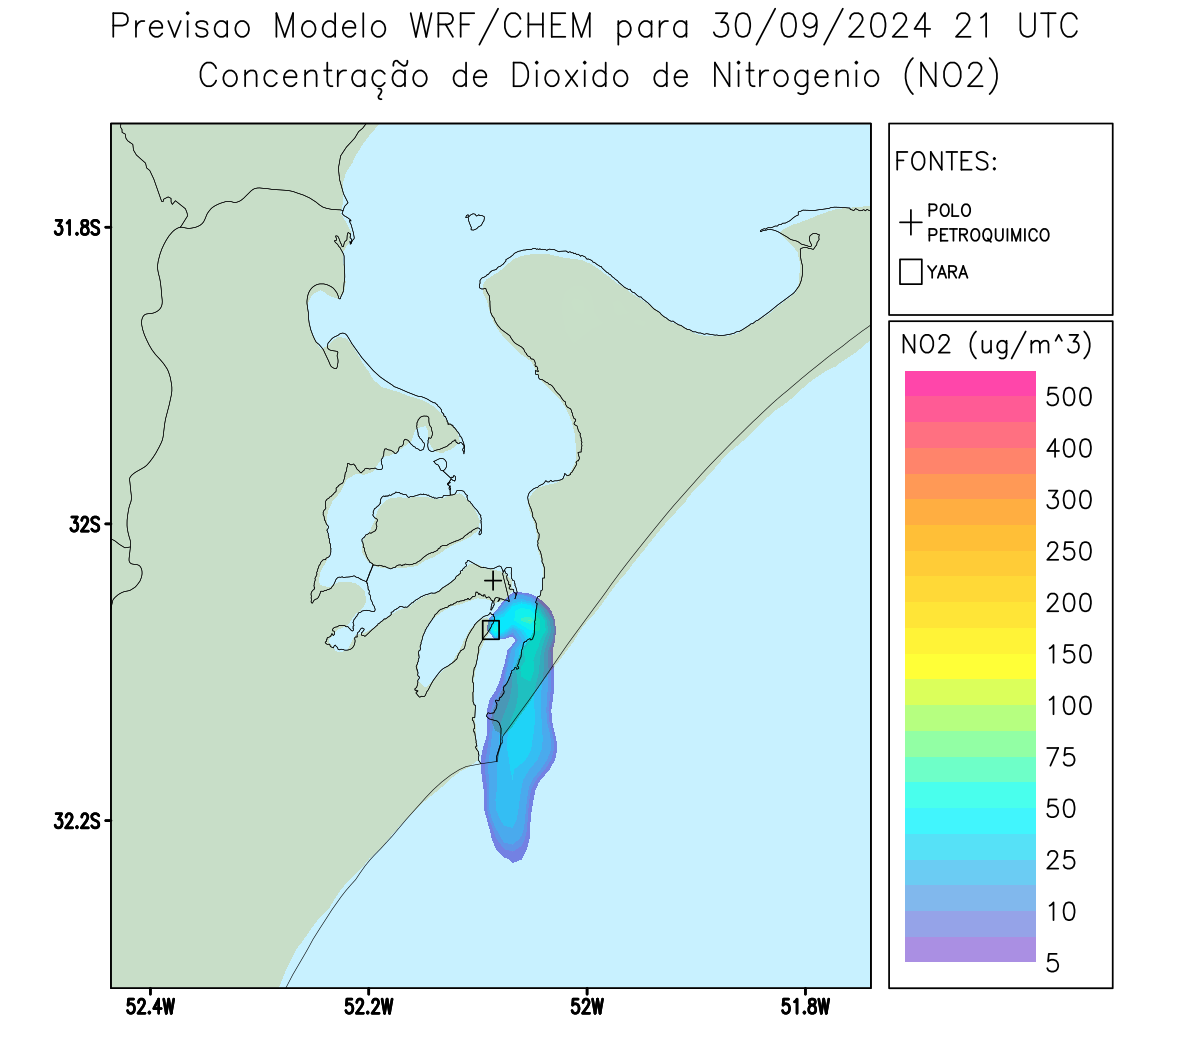 Previsao Modelo WRF/CHEM para 30/09/2024 21 UTC
Concentração de Dioxido de Nitrogenio (NO2)
FONTES:
POLO
PETROQUIMICO
YARA
NO2 (ug/m^3)
500
400
300
250
200
150
100
75
50
25
10
5
31.8S
32S
32.2S
52.4W
52.2W
52W
51.8W